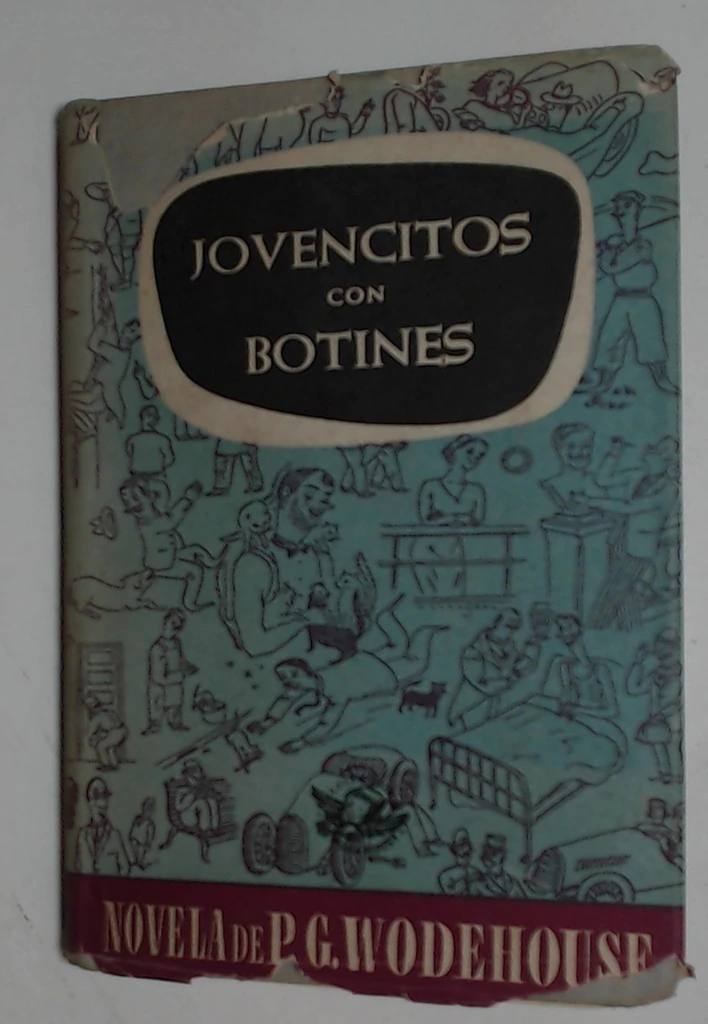 JOVENCITOS
CON
BOTINES
NOVELA DE P. G. WODEHOUSE